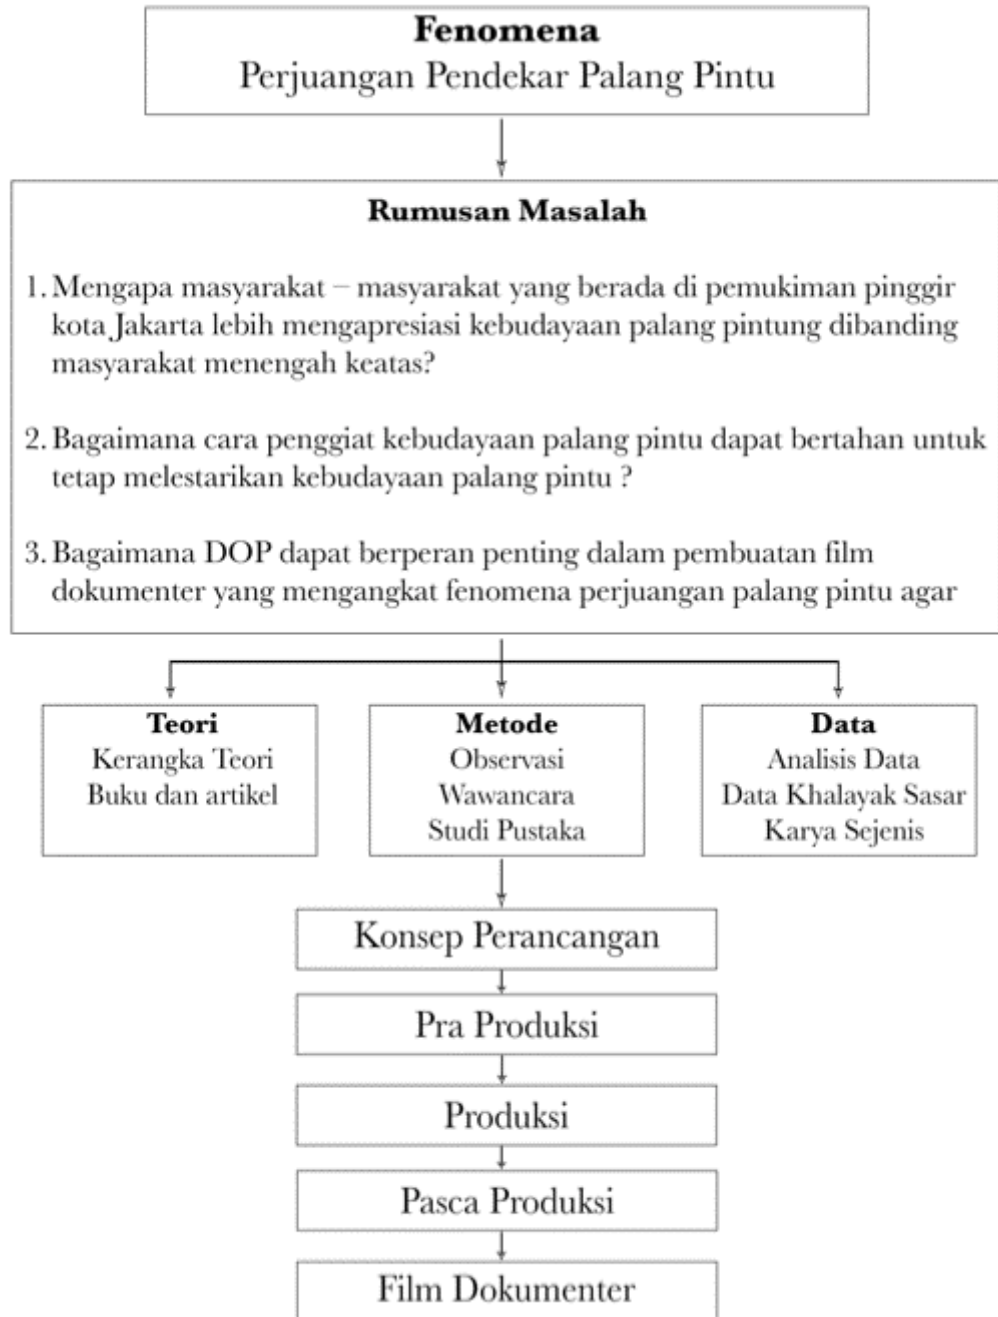 Fenomena
Perjuangan Pendekar Palang Pintu
Rumusan Masalah
1. Mengapa masyarakat – masyarakat yang berada di pemukiman pinggir
kota Jakarta lebih mengapresiasi kebudayaan palang pintung dibanding
masyarakat menengah keatas?
2. Bagaimana cara penggiat kebudayaan palang pintu dapat bertahan untuk
tetap melestarikan kebudayaan palang pintu ?
3. Bagaimana DOP dapat berperan penting dalam pembuatan film
dokumenter yang mengangkat fenomena perjuangan palang pintu agar
Teori
Kerangka Teori
Buku dan artikel
Metode
Observasi
Wawancara
Studi Pustaka
Data
Analisis Data
Data Khalayak Sasar
Karya Sejenis
Konsep Perancangan
Pra Produksi
Produksi
Pasca Produksi
Film Dokumenter